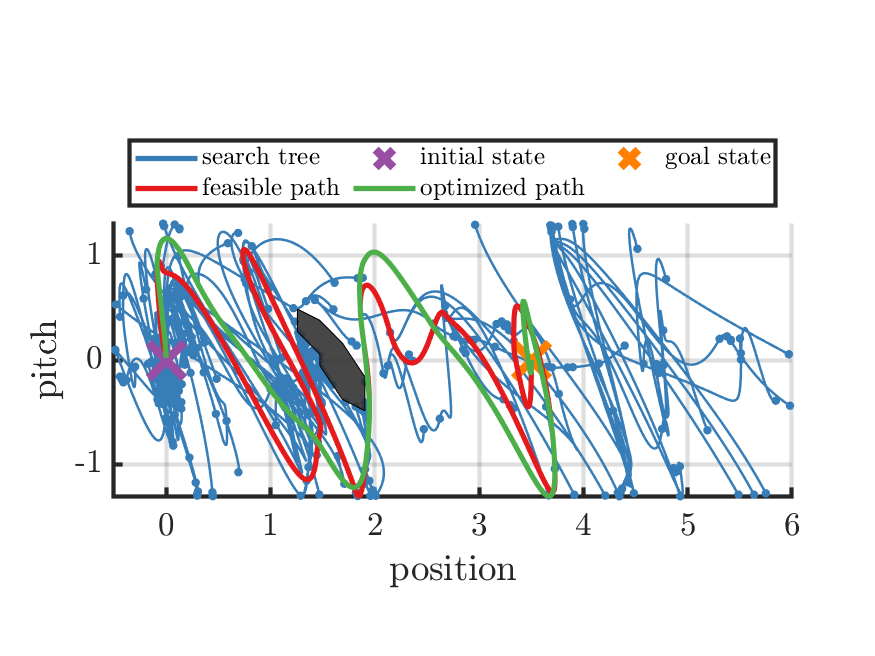 search tree initial state goal state
feasible path optimized path
1
0
-1
pitch
0 1 2 3 4 5 6
position